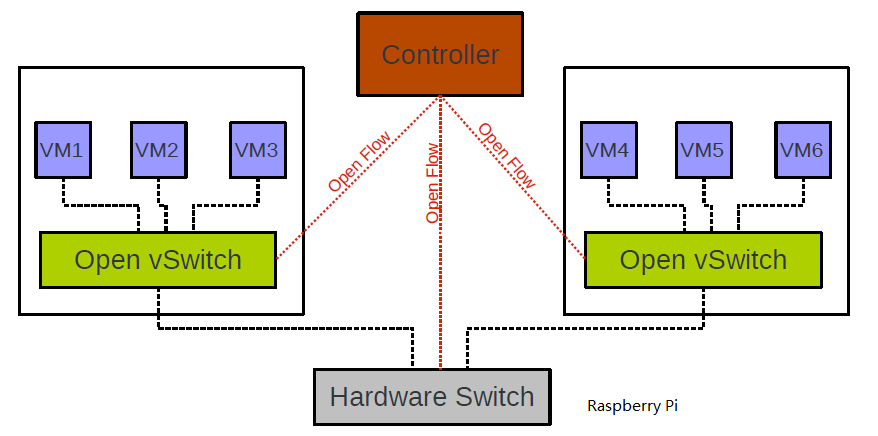 Controller
VM1
VM2
VM3
Open Flow
Open Flow
Open Flow
VM4
VM5
VM6
Open vSwitch
Open vSwitch
Hardware Switch
Raspberry Pi